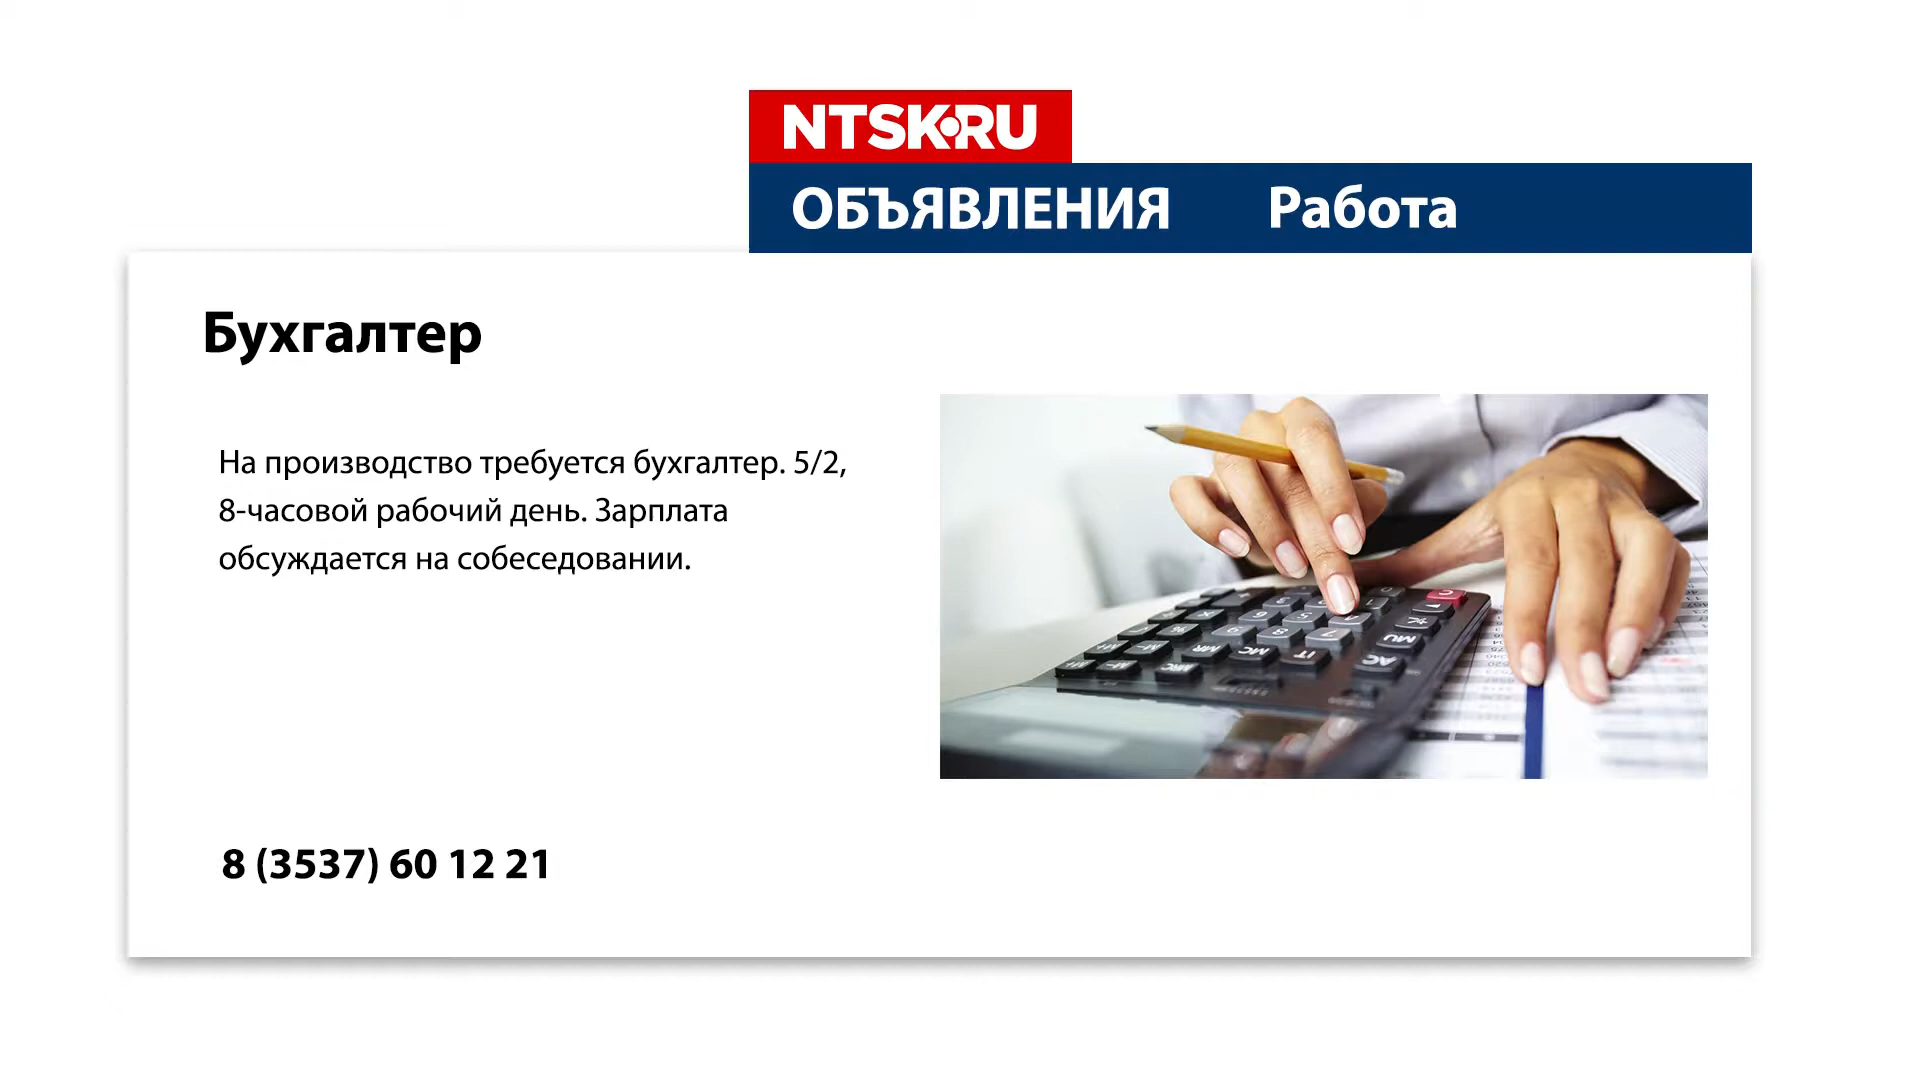 NTSK.RU
ОБЪЯВЛЕНИЯ Работа
Бухгалтер
На производство требуется бухгалтер. 5/2,
8-часовой рабочий день. Зарплата
обсуждается на собеседовании.
8 (3537) 60 12 21